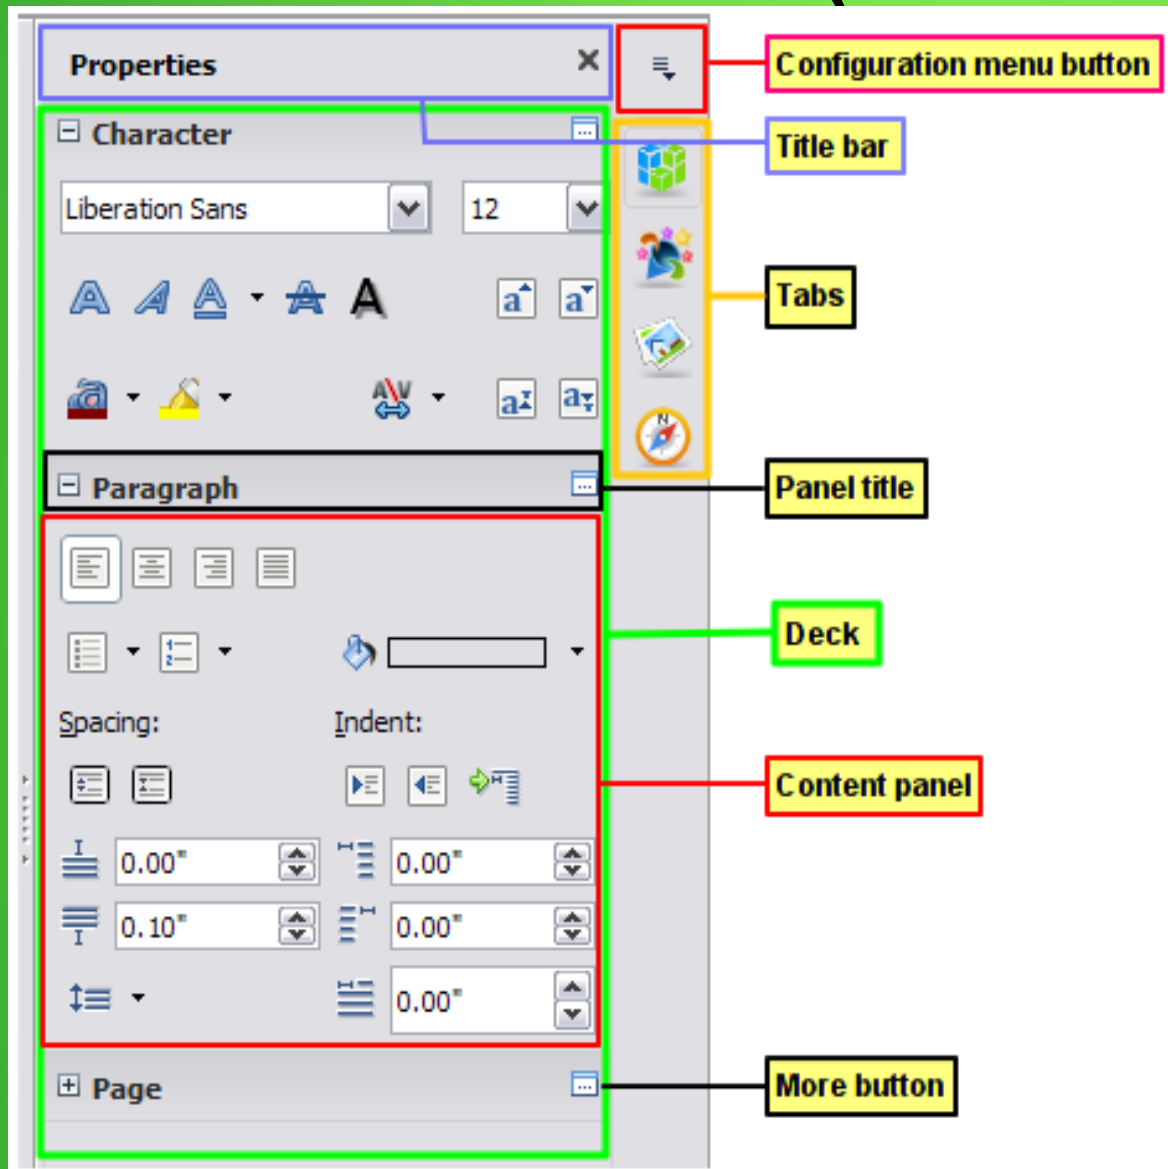 Properties
Configuration menu button
Character
Title bar
Liberation Sans 12
Tabs
Paragraph
Panel title
Deck
Spacing: Indent:
Content panel
0.00" 0.00"
0.10" 0.00"
0.00"
Page
More button